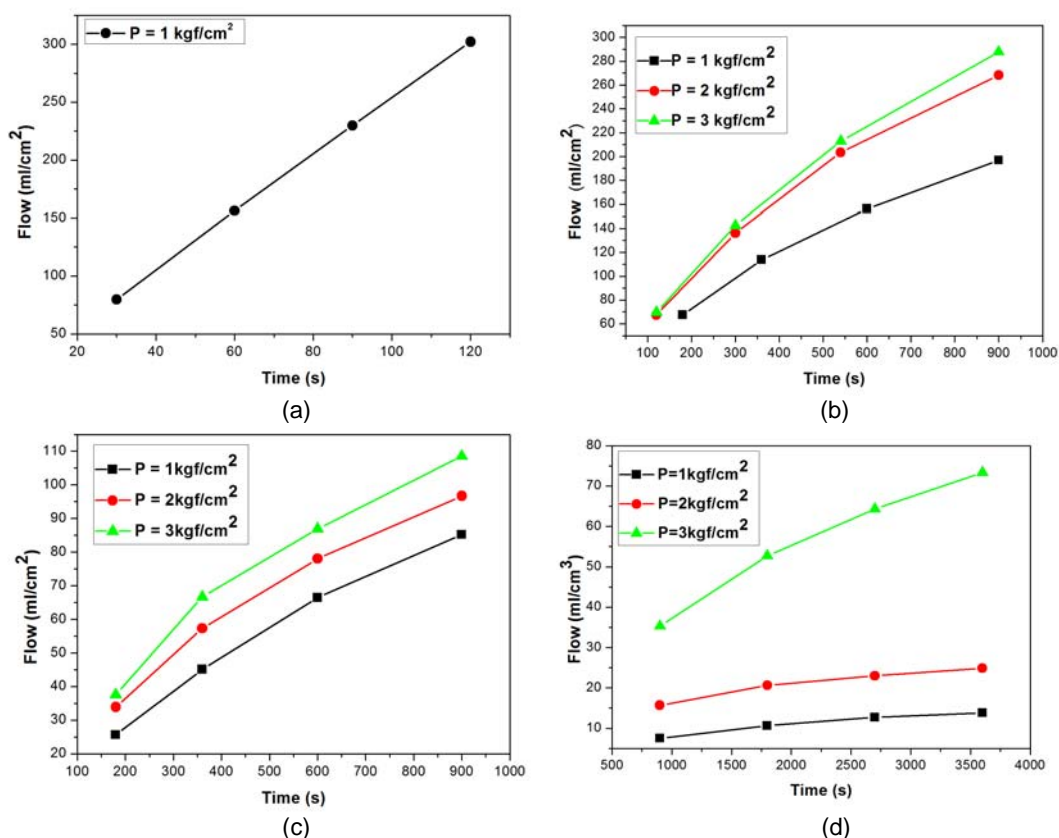 P = 1 kgf/cm²
300
250
200
150
100
50
20 40 60 80 100 120
Flow (ml/cm²)
Time (s)
(a)
P = 1 kgf/cm²
P = 2 kgf/cm²
P = 3 kgf/cm²
300
280
260
240
220
200
180
160
140
120
100
80
60
100 200 300 400 500 600 700 800 900 1000
Flow (ml/cm²)
Time (s)
(b)
P = 1kgf/cm²
P = 2kgf/cm²
P = 3kgf/cm²
110
100
90
80
70
60
50
40
30
20
100 200 300 400 500 600 700 800 900 1000
Flow (ml/cm²)
Time (s)
(c)
P=1kgf/cm²
P=2kgf/cm²
P=3kgf/cm²
80
70
60
50
40
30
20
10
500 1000 1500 2000 2500 3000 3500 4000
Flow (ml/cm³)
Time (s)
(d)